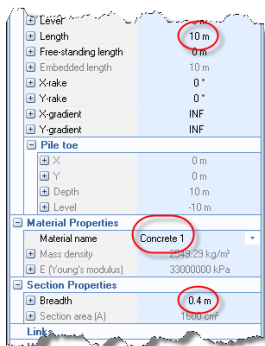 Level
Length 10 m
Free-standing length 0 m
Embedded length 10 m
X-rake 0 °
Y-rake 0 °
X-gradient INF
Y-gradient INF
Pile toe
X 0 m
Y 0 m
Depth 10 m
Level -10 m
Material Properties
Material name Concrete 1
Mass density 2549.29 kg/m³
E (Young's modulus) 33000000 kPa
Section Properties
Breadth 0.4 m
Section area (A) 1600 cm²
Links